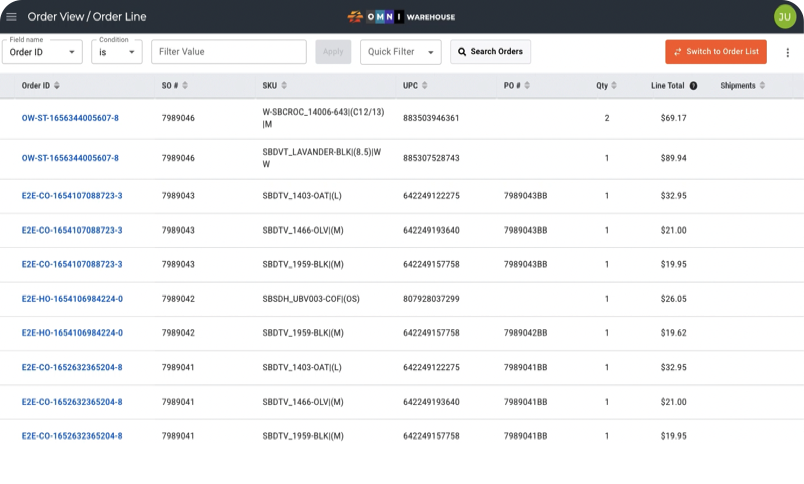 Order View / Order Line
OMNI WAREHOUSE
JU
Field name
Order ID
Condition
is
Filter Value
Apply
Quick Filter
Search Orders
Switch to Order List
Order ID SO # SKU UPC PO # Qty Line Total ? Shipments
OW-ST-1656344005607-8 7989046 W-SBCROC_14006-643|(C12/13) 883503946361 2 $69.17
|M
OW-ST-1656344005607-8 7989046 SBDVT_LAVANDER-BLK|(8.5)|W 885307528743 1 $89.94
W
E2E-CO-1654107088723-3 7989043 SBDTV_1403-OAT|(L) 642249122275 7989043BB 1 $32.95
E2E-CO-1654107088723-3 7989043 SBDTV_1466-OLV|(M) 642249193640 7989043BB 1 $21.00
E2E-CO-1654107088723-3 7989043 SBDTV_1959-BLK|(M) 642249157758 7989043BB 1 $19.95
E2E-HO-1654106984224-0 7989042 SBSDH_UBV003-COF|(OS) 807928037299 1 $26.05
E2E-HO-1654106984224-0 7989042 SBDTV_1959-BLK|(M) 642249157758 7989042BB 1 $19.62
E2E-CO-1652632365204-8 7989041 SBDTV_1403-OAT|(L) 642249122275 7989041BB 1 $32.95
E2E-CO-1652632365204-8 7989041 SBDTV_1466-OLV|(M) 642249193640 7989041BB 1 $21.00
E2E-CO-1652632365204-8 7989041 SBDTV_1959-BLK|(M) 642249157758 7989041BB 1 $19.95